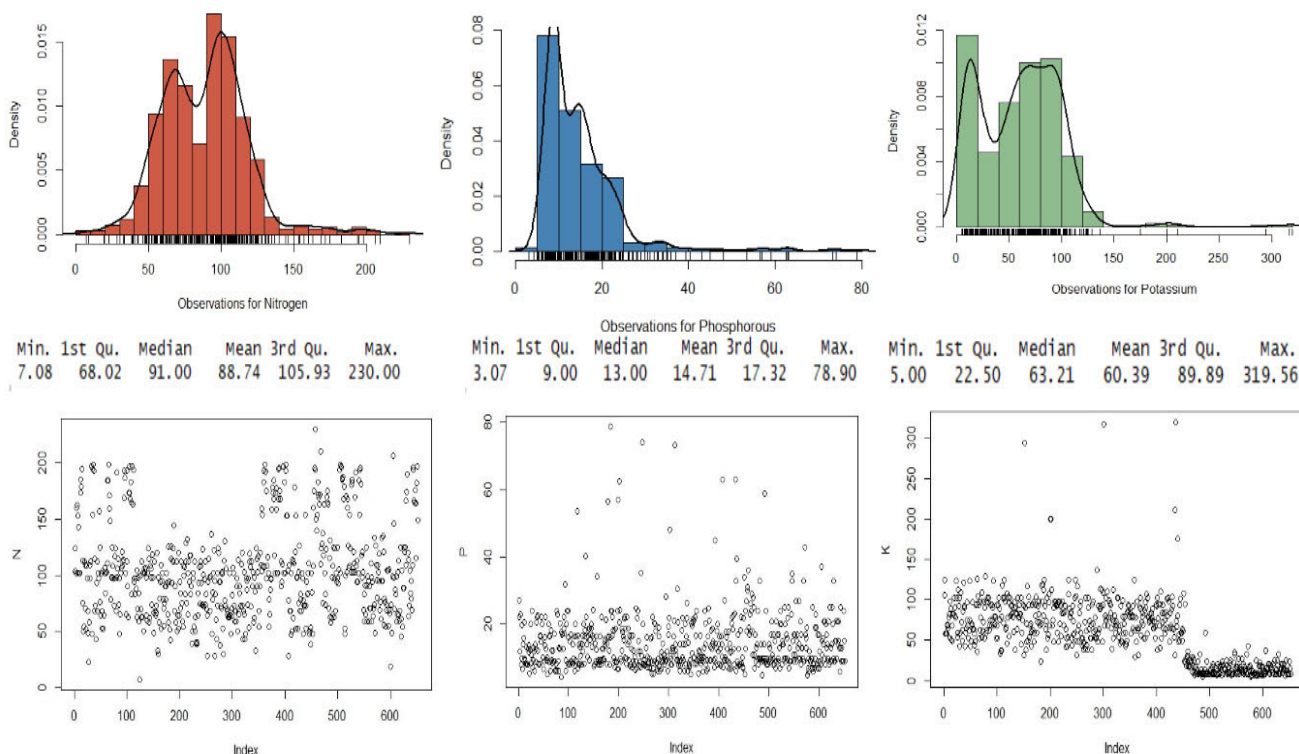 Density
0.000 0.005 0.010 0.015
0 50 100 150 200
Observations for Nitrogen
Density
0.00 0.02 0.04 0.06 0.08
0 20 40 60 80
Observations for Phosphorous
Density
0.000 0.004 0.008 0.012
0 50 100 150 200 250 300
Observations for Potassium
Min. 1st Qu. Median Mean 3rd Qu. Max.
7.08 68.02 91.00 88.74 105.93 230.00
Min. 1st Qu. Median Mean 3rd Qu. Max.
3.07 9.00 13.00 14.71 17.32 78.90
Min. 1st Qu. Median Mean 3rd Qu. Max.
5.00 22.50 63.21 60.39 89.89 319.56
N
0 50 100 150 200
0 100 200 300 400 500 600
Index
P
20 40 60 80
0 100 200 300 400 500 600
Index
K
0 50 100 150 200 250 300
0 100 200 300 400 500 600
Index